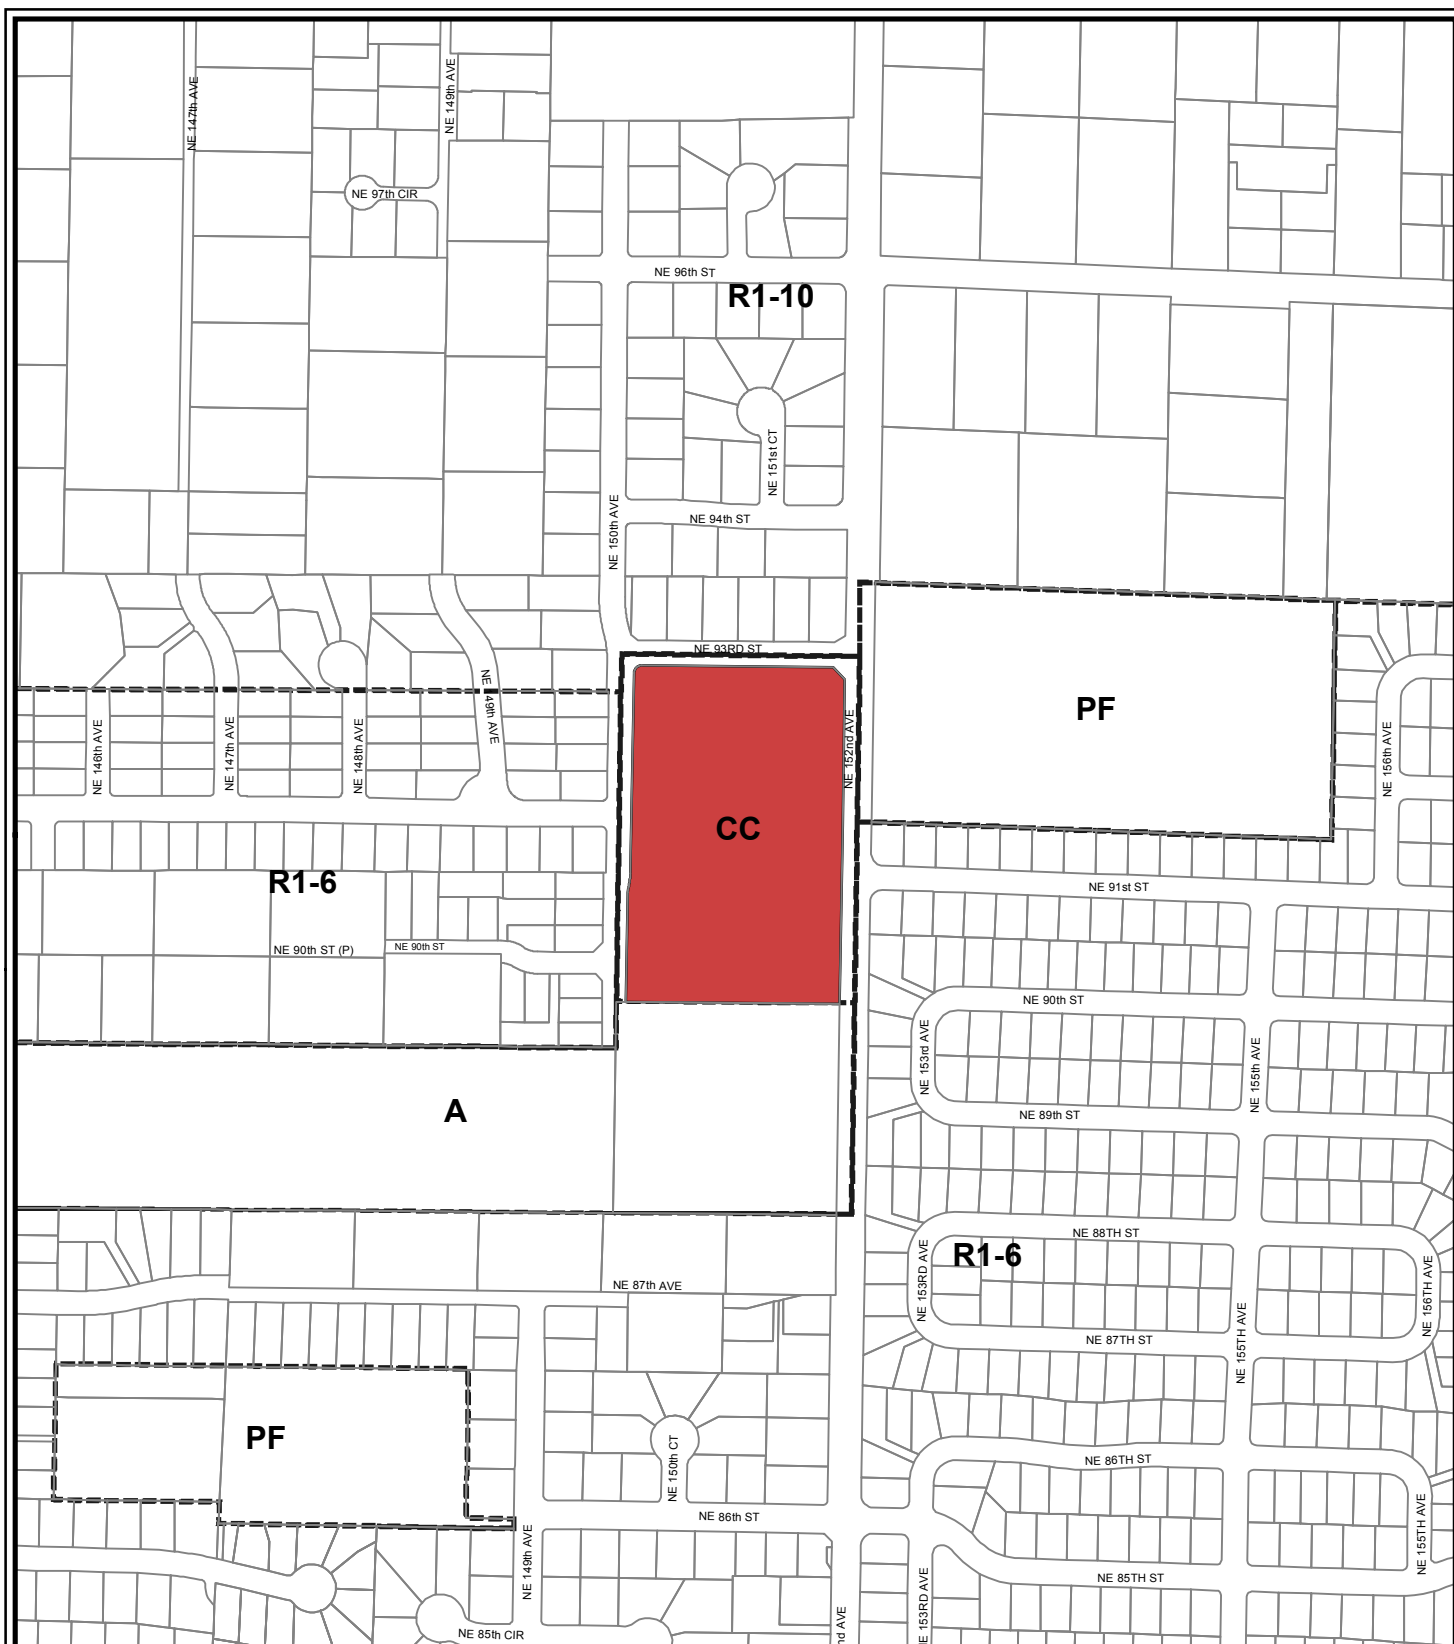 NE 147th AVE
NE 149th AVE
NE 97th CIR
NE 96th ST
R1-10
NE 151st CT
NE 150th AVE
NE 94th ST
NE 93RD ST
NE 149th AVE
PF
NE 146th AVE
NE 147th AVE
NE 148th AVE
NE 152nd AVE
NE 156th AVE
CC
R1-6
NE 91st ST
NE 90th ST (P)
NE 90th ST
NE 90th ST
NE 153rd AVE
NE 155th AVE
A
NE 89th ST
NE 88TH ST
R1-6
NE 153RD AVE
NE 156TH AVE
NE 87th AVE
NE 87TH ST
NE 155TH AVE
PF
NE 150th CT
NE 86TH ST
NE 86th ST
NE 155TH AVE
NE 149th AVE
NE 85TH ST
NE 153RD AVE
nd AVE
NE 85th CIR